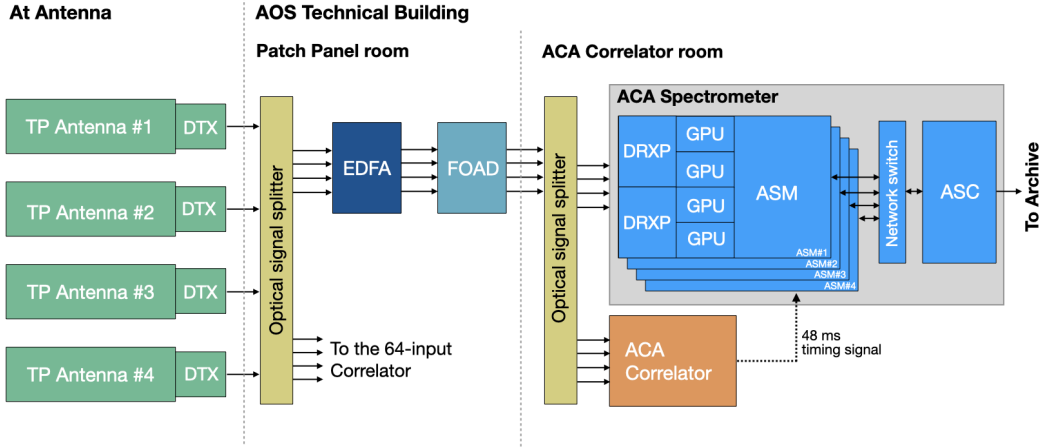 At Antenna
AOS Technical Building
Patch Panel room
ACA Correlator room
TP Antenna #1
DTX
TP Antenna #2
DTX
TP Antenna #3
DTX
TP Antenna #4
DTX
Optical signal splitter
EDFA
FOAD
To the 64-input
Correlator
Optical signal splitter
ACA Spectrometer
DRXP
DRXP
GPU
GPU
GPU
GPU
ASM
ASM#1
ASM#2
ASM#3
ASM#4
Network switch
ASC
To Archive
48 ms
timing signal
ACA
Correlator